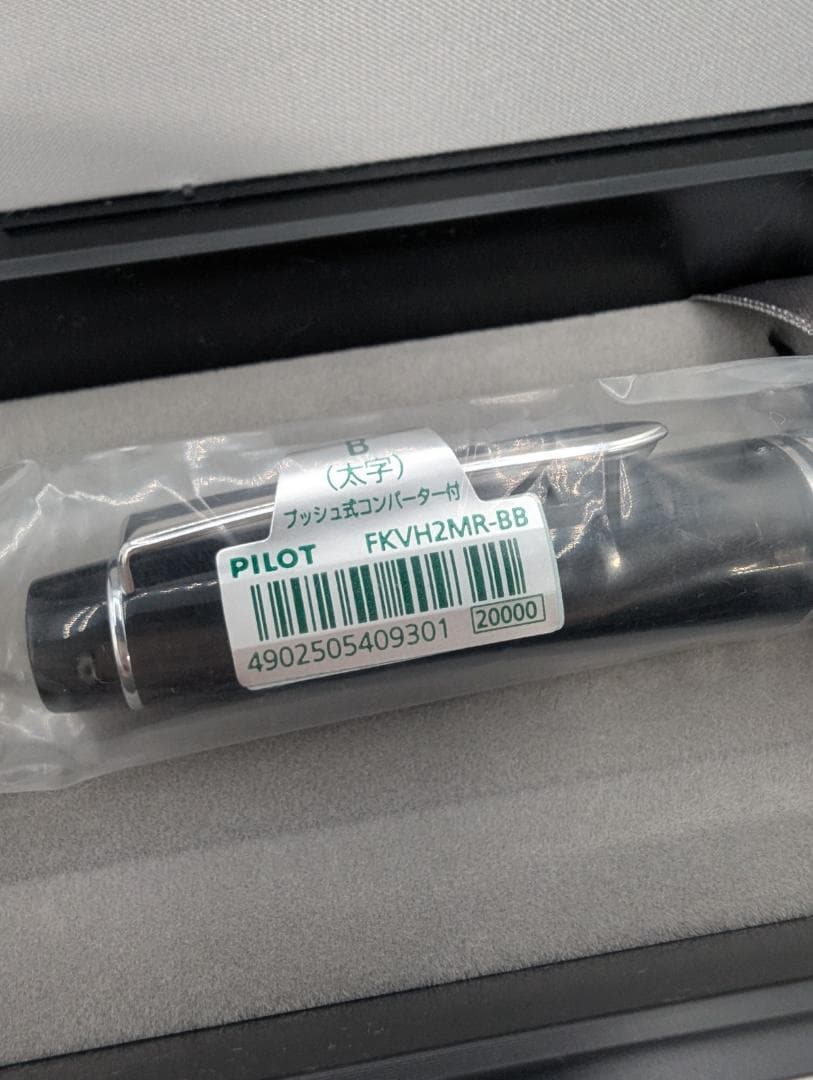 B
(太字)
プッシュ式コンバーター付
PILOT FKVH2MR-BB
4902505409301 20000